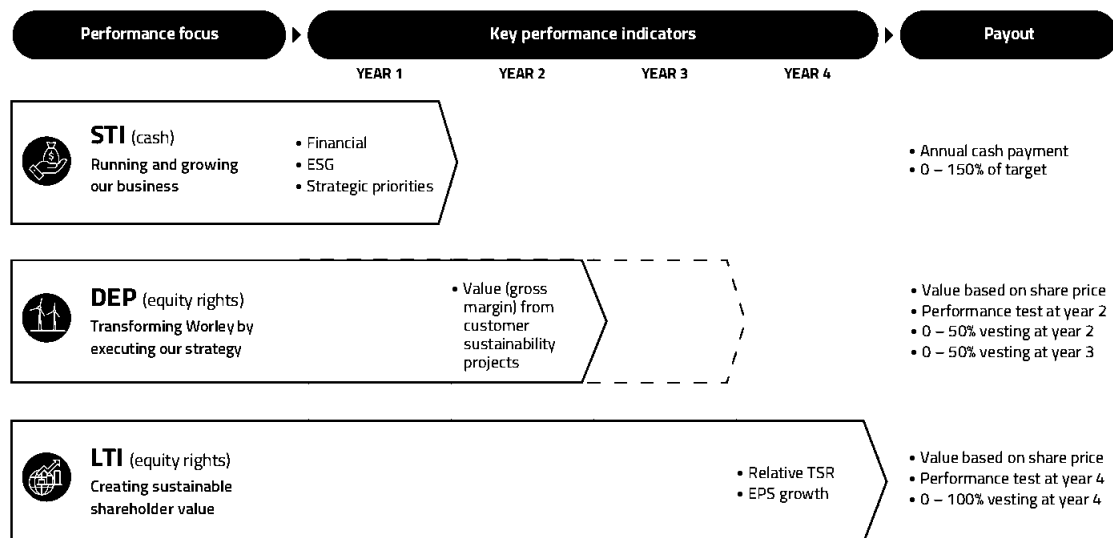 Performance focus
Key performance indicators
Payout
YEAR 1
YEAR 2
YEAR 3
YEAR 4
STI (cash)
Running and growing
our business
• Financial
• ESG
• Strategic priorities
• Annual cash payment
• 0 – 150% of target
DEP (equity rights)
Transforming Worley by
executing our strategy
• Value (gross
margin) from
customer
sustainability
projects
• Value based on share price
• Performance test at year 2
• 0 – 50% vesting at year 2
• 0 – 50% vesting at year 3
LTI (equity rights)
Creating sustainable
shareholder value
• Relative TSR
• EPS growth
• Value based on share price
• Performance test at year 4
• 0 – 100% vesting at year 4